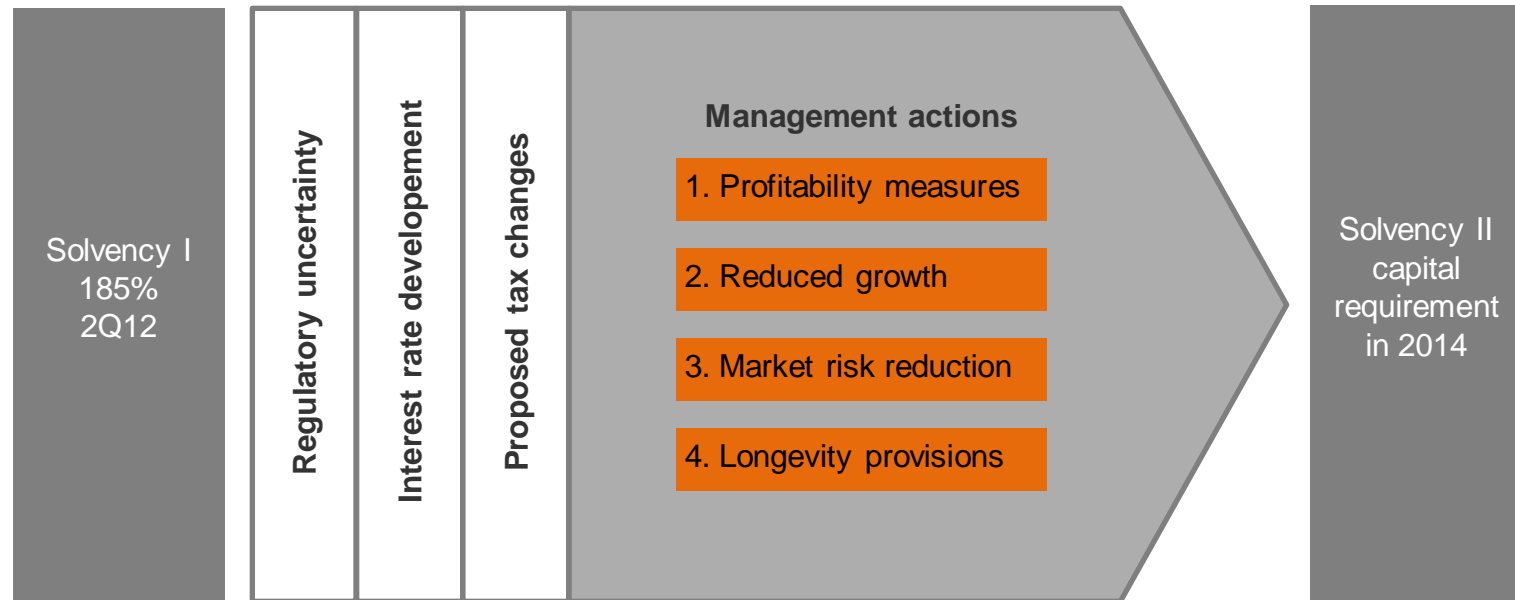 Solvency I
185%
2Q12
Regulatory uncertainty
Interest rate developement
Proposed tax changes
Management actions
1. Profitability measures
2. Reduced growth
3. Market risk reduction
4. Longevity provisions
Solvency II
capital
requirement
in 2014